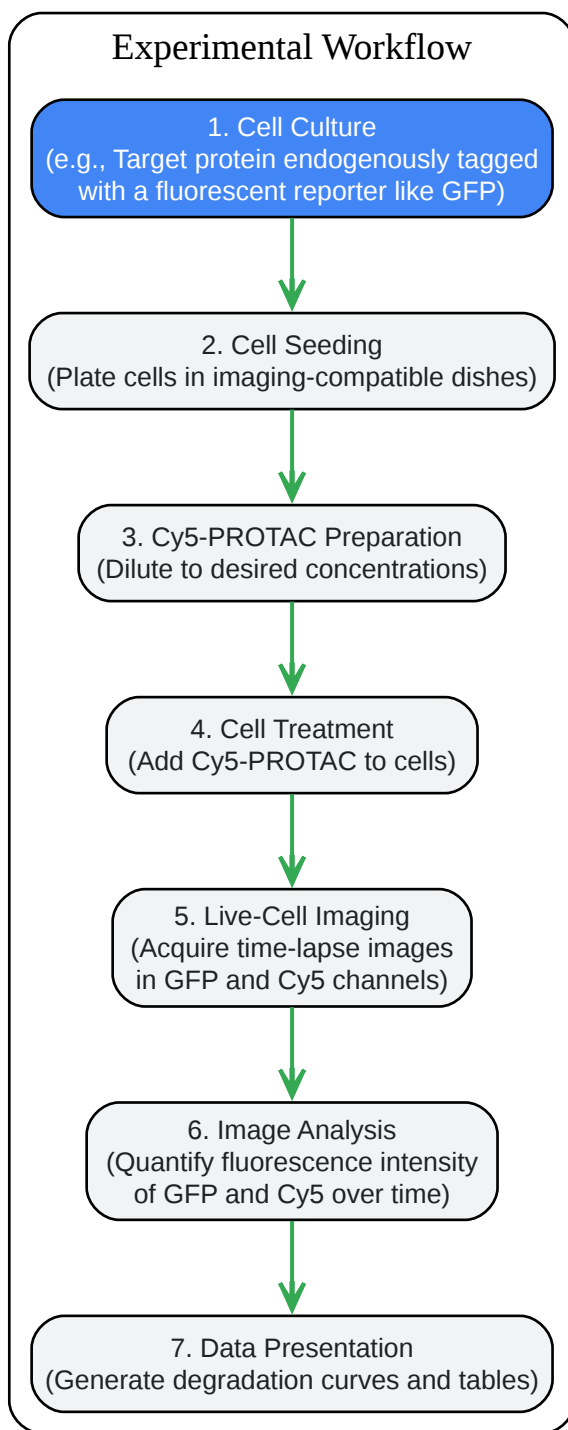 Experimental Workflow
1. Cell Culture
(e.g., Target protein endogenously tagged
with a fluorescent reporter like GFP)
2. Cell Seeding
(Plate cells in imaging-compatible dishes)
3. Cy5-PROTAC Preparation
(Dilute to desired concentrations)
4. Cell Treatment
(Add Cy5-PROTAC to cells)
5. Live-Cell Imaging
(Acquire time-lapse images
in GFP and Cy5 channels)
6. Image Analysis
(Quantify fluorescence intensity
of GFP and Cy5 over time)
7. Data Presentation
(Generate degradation curves and tables)